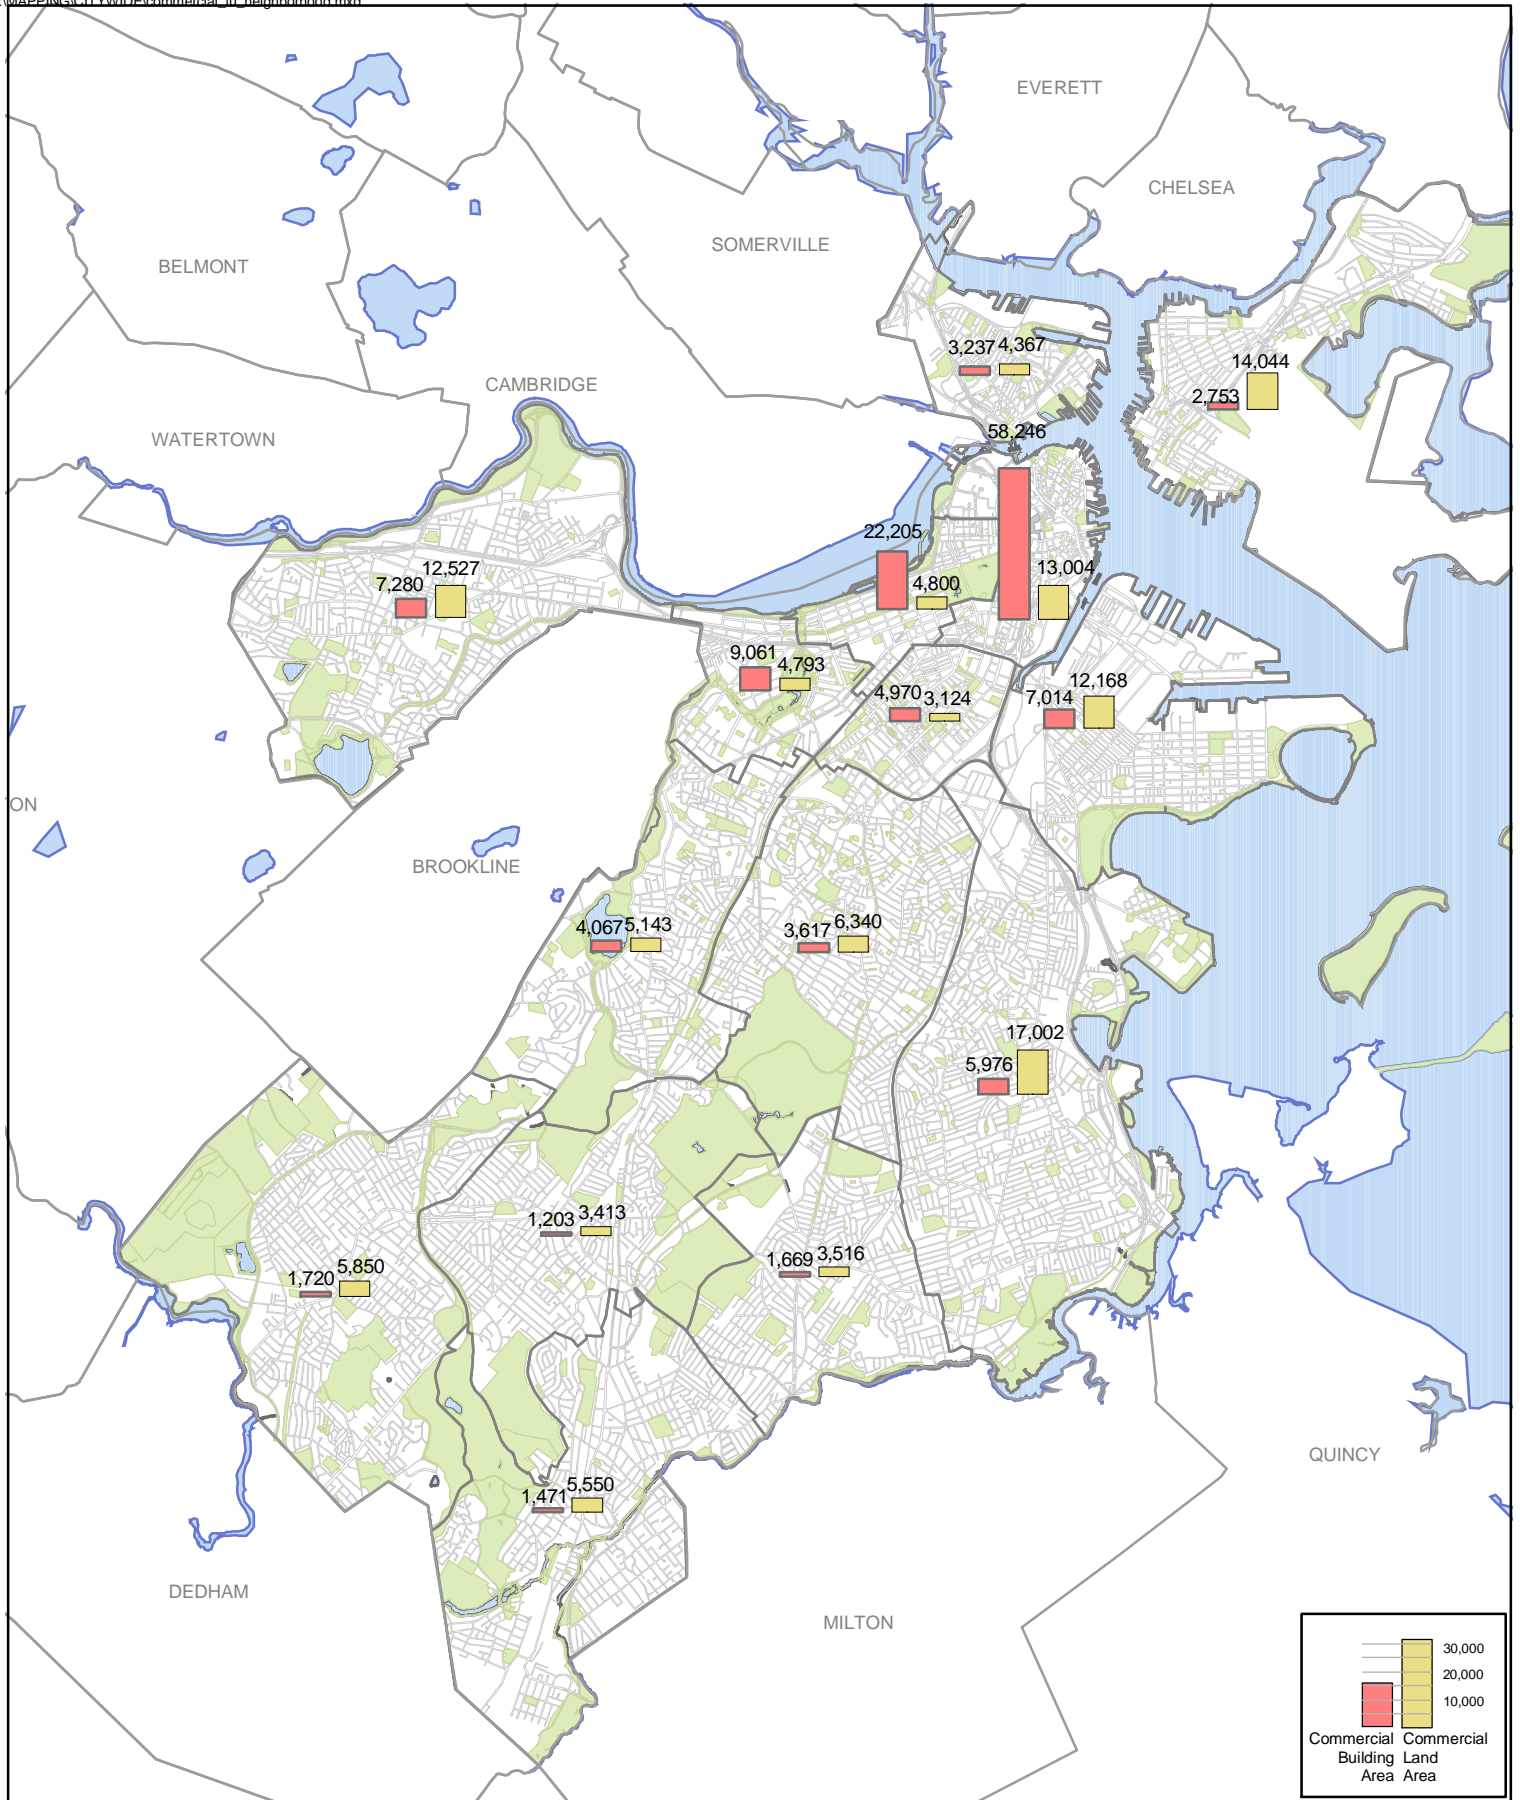 :\MAPPING\CITYWIDE\commercial_lu_neighborhood.mxd
EVERETT
CHELSEA
SOMERVILLE
BELMONT
3,237 4,367
14,044
2,753
CAMBRIDGE
58,246
WATERTOWN
22,205
13,004
12,527
7,280
4,800
9,061
4,793
12,168
4,970
3,124
7,014
ON
BROOKLINE
4,067 5,143
3,617 6,340
17,002
5,976
1,203 3,413
1,669 3,516
5,850
1,720
QUINCY
5,550
1,471
DEDHAM
MILTON
30,000
20,000
10,000
Commercial Commercial
Building Land
Area Area